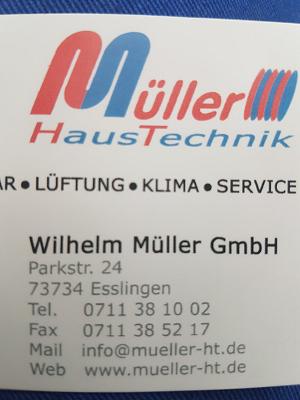 Müller
HausTechnik
AR • LÜFTUNG • KLIMA • SERVICE
Wilhelm Müller GmbH
Parkstr. 24
73734 Esslingen
Tel. 0711 38 10 02
Fax 0711 38 52 17
Mail info@mueller-ht.de
Web www.mueller-ht.de